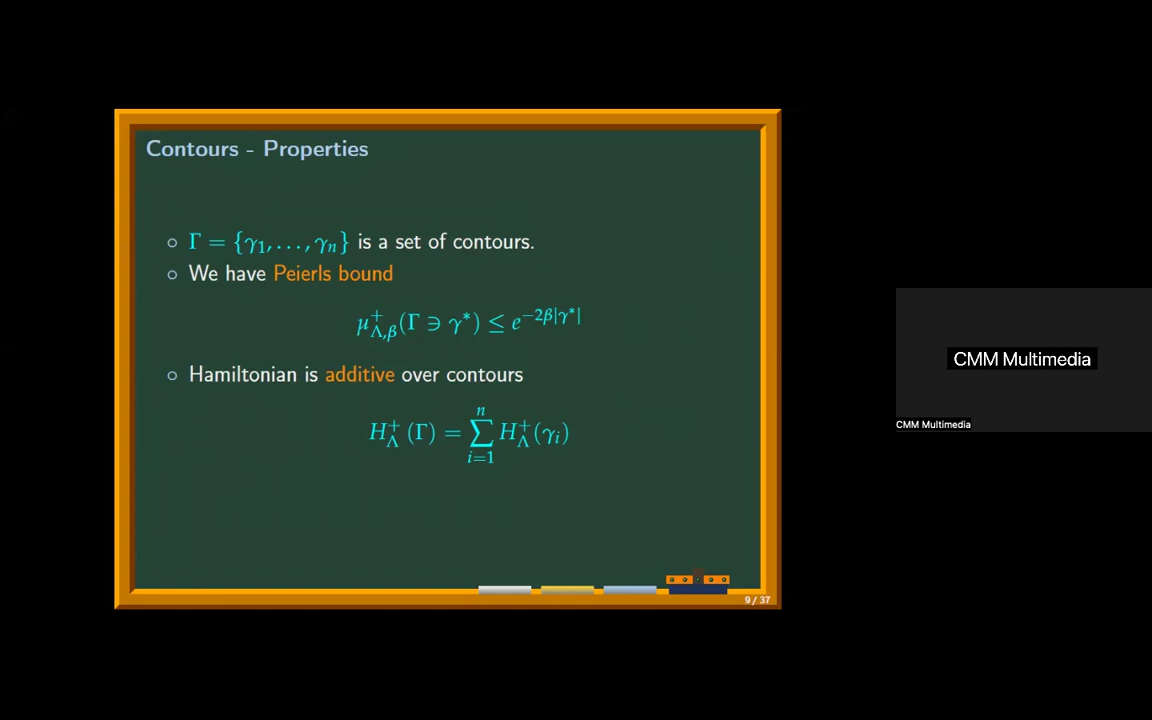 Contours - Properties
Γ = {γ₁, . . . , γₙ} is a set of contours.
We have Peierls bound
μ⁺_{Λ,β}(Γ ∋ γ*) ≤ e^{−2β|γ*|}
Hamiltonian is additive over contours
H⁺_Λ(Γ) = ∑_{i=1}^{n} H⁺_Λ(γᵢ)
9 / 37
CMM Multimedia
CMM Multimedia